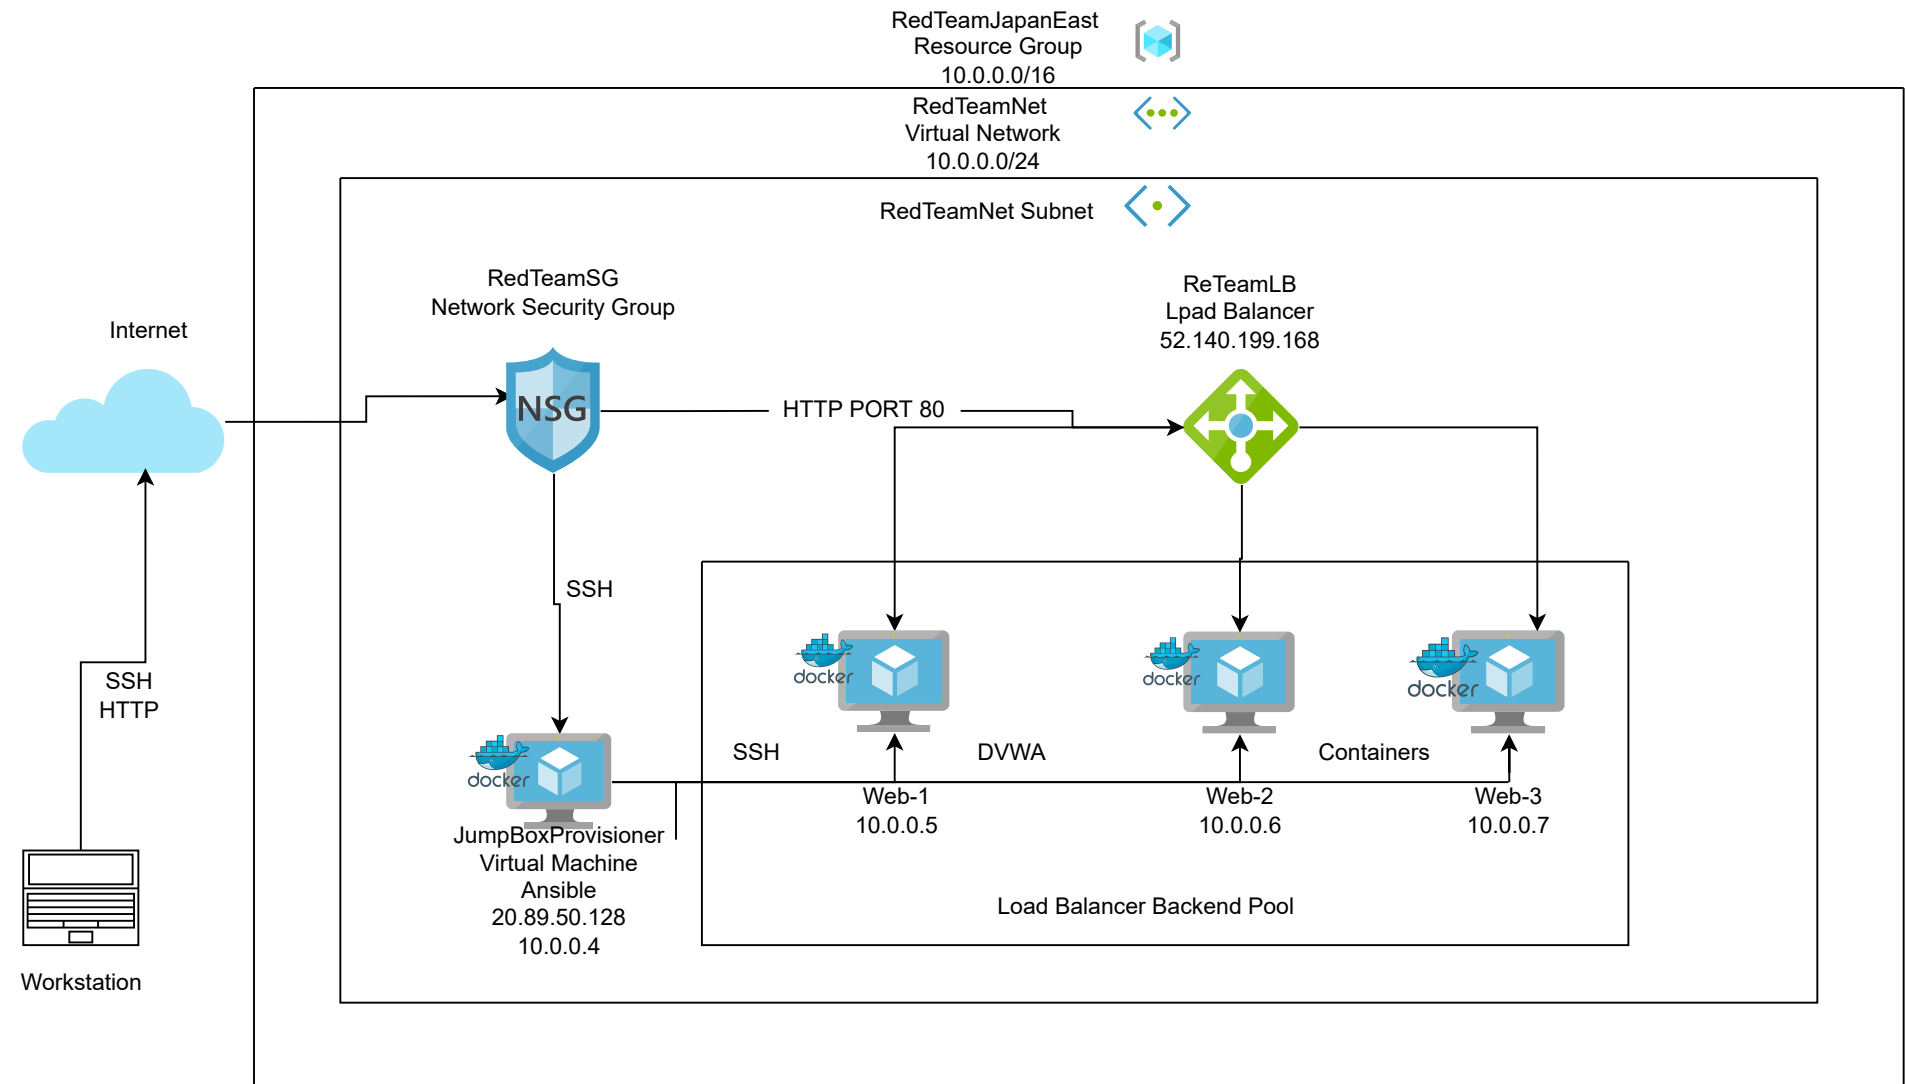 RedTeamJapanEast
Resource Group
10.0.0.0/16
RedTeamNet
Virtual Network
10.0.0.0/24
RedTeamNet Subnet
RedTeamSG
Network Security Group
ReTeamLB
Lpad Balancer
52.140.199.168
Internet
NSG
HTTP PORT 80
SSH
SSH
HTTP
docker
docker
docker
docker
SSH
DVWA
Containers
Web-1
10.0.0.5
Web-2
10.0.0.6
Web-3
10.0.0.7
JumpBoxProvisioner
Virtual Machine
Ansible
20.89.50.128
10.0.0.4
Load Balancer Backend Pool
Workstation